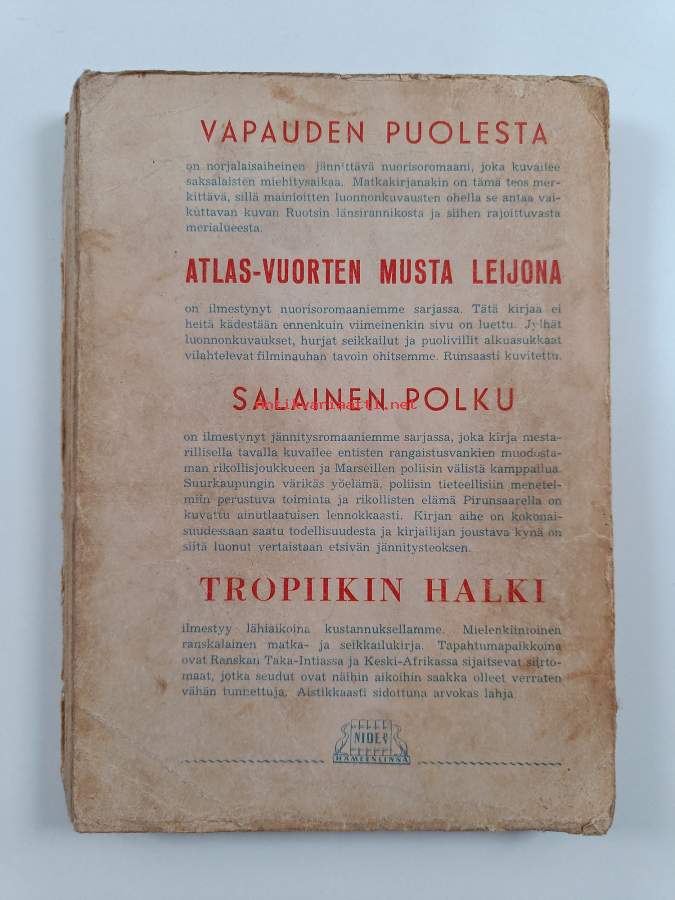 VAPAUDEN PUOLESTA
on norjalaisaiheinen jännittävä nuorisoromaani, joka kuvailee
saksalaisten miehitysaikaa. Matkakirjanakin on tämä teos mer-
kittävä, sillä mainioitten luonnonkuvausten ohella se antaa vai-
kuttavan kuvan Ruotsin länsirannikosta ja siihen rajoittuvasta
merialueesta.
ATLAS-VUORTEN MUSTA LEIJONA
on ilmestynyt nuorisoromaaniemme sarjassa. Tätä kirjaa ei
heitä kädestään ennenkuin viimeinenkin sivu on luettu. Jylhät
luonnonkuvaukset, hurjat seikkailut ja puolivillit alkuasukkaat
vilahtelevat filminauhan tavoin ohitsemme. Runsaasti kuvitettu.
SALAINEN POLKU
antikvariaatti.net
on ilmestynyt jännitysromaaniemme sarjassa, joka kirja mesta-
rillisella tavalla kuvailee entisten rangaistusvankien muodosta-
man rikollisjoukkueen ja Marseillen poliisin välistä kamppailua.
Suurkaupungin värikäs yöelämä, poliisin tieteellisiin menetel-
miin perustuva toiminta ja rikollisten elämä Pirunsaarella on
kuvattu ainutlaatuisen lennokkaasti. Kirjan aihe on kokonai-
suudessaan saatu todellisuudesta ja kirjailijan joustava kynä on
siitä luonut vertaistaan etsivän jännitysteoksen.
TROPIIKIN HALKI
ilmestyy lähiaikoina kustannuksellamme. Mielenkiintoinen
ranskalainen matka- ja seikkailukirja. Tapahtumapaikkoina
ovat Ranskan Taka-Intiassa ja Keski-Afrikassa sijaitsevat siirto-
maat, jotka seudut ovat näihin aikoihin saakka olleet verraten
vähän tunnettuja. Aistikkaasti sidottuna arvokas lahja.
NIDE OY
HÄMEENLINNA